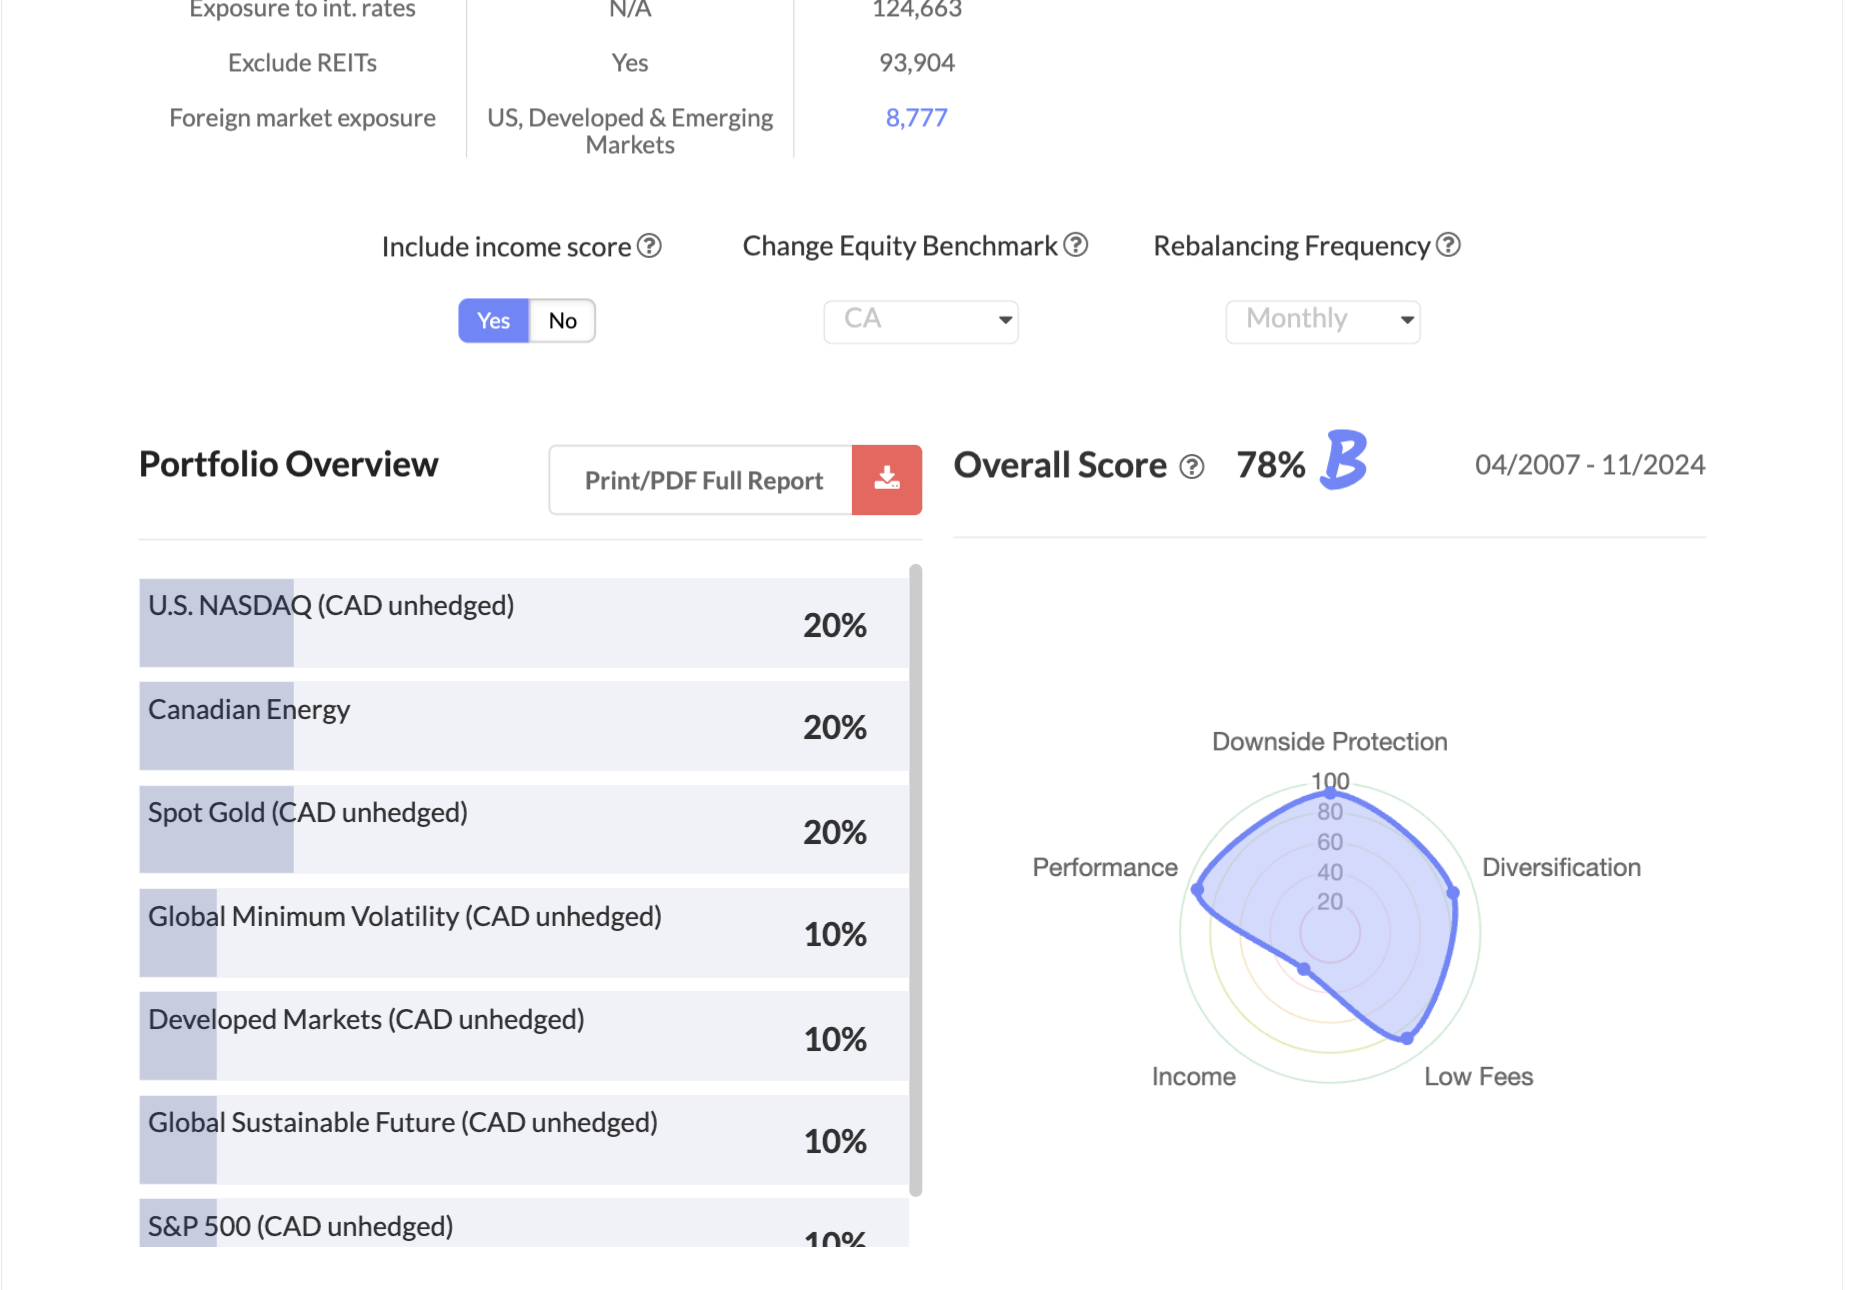 Exposure to int. rates N/A 124,663
Exclude REITs Yes 93,904
Foreign market exposure US, Developed & Emerging 8,777
Markets
Include income score ? Change Equity Benchmark ? Rebalancing Frequency ?
Yes No CA Monthly
Portfolio Overview Print/PDF Full Report Overall Score ? 78% B 04/2007 - 11/2024
U.S. NASDAQ (CAD unhedged) 20%
Canadian Energy 20%
Spot Gold (CAD unhedged) 20%
Global Minimum Volatility (CAD unhedged) 10%
Developed Markets (CAD unhedged) 10%
Global Sustainable Future (CAD unhedged) 10%
S&P 500 (CAD unhedged) 10%
Downside Protection
100
80
60
40
20
Performance Diversification
Income Low Fees